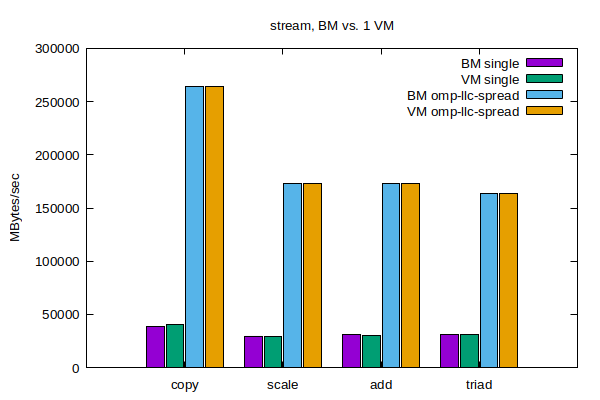 stream, BM vs. 1 VM
300000
250000
200000
150000
100000
50000
0
MBytes/sec
BM single
VM single
BM omp-llc-spread
VM omp-llc-spread
copy
scale
add
triad